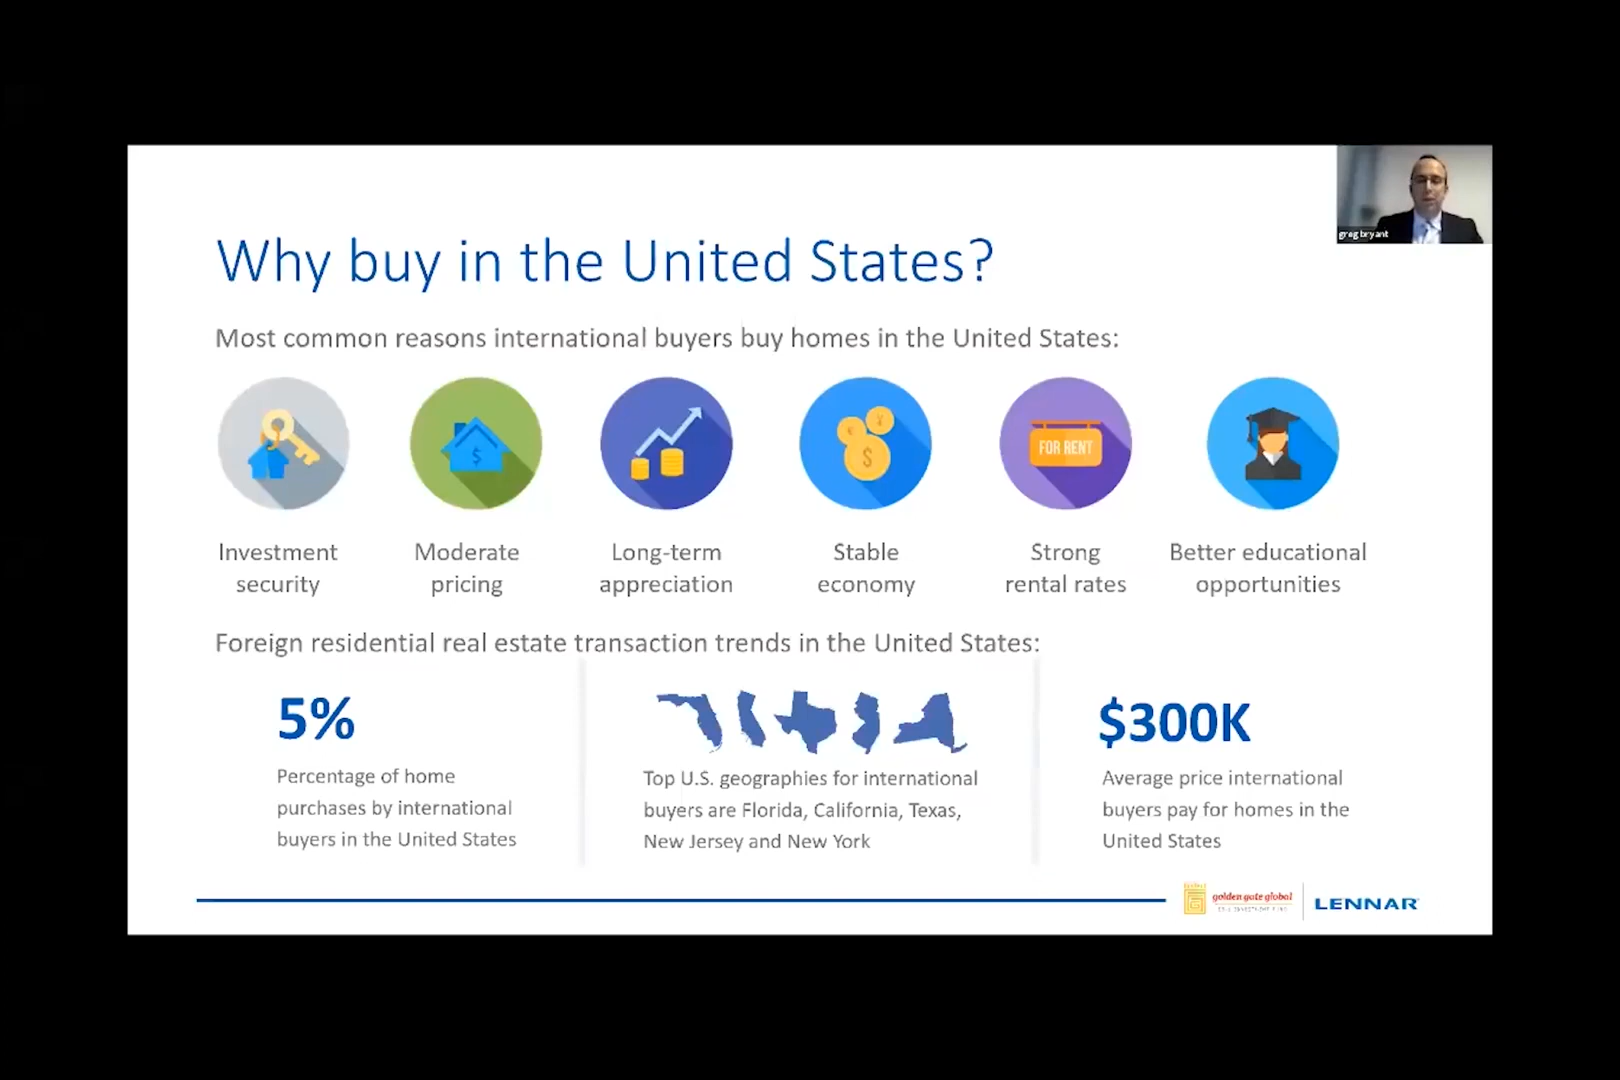 greg bryant
Why buy in the United States?
Most common reasons international buyers buy homes in the United States:
$
$
FOR RENT
Investment
security
Moderate
pricing
Long-term
appreciation
Stable
economy
Strong
rental rates
Better educational
opportunities
Foreign residential real estate transaction trends in the United States:
5%
Percentage of home
purchases by international
buyers in the United States
Top U.S. geographies for international
buyers are Florida, California, Texas,
New Jersey and New York
$300K
Average price international
buyers pay for homes in the
United States
golden gate global
LENNAR